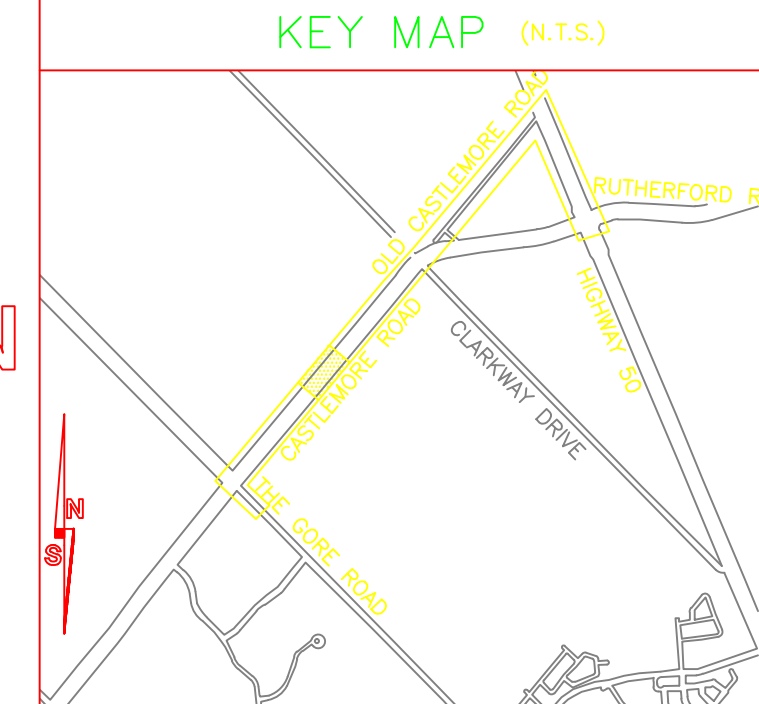 KEY MAP (N.T.S.)
OLD CASTLEMORE ROAD
RUTHERFORD R
HIGHWAY 50
CASTLEMORE ROAD
CLARKWAY DRIVE
THE GORE ROAD
N
S